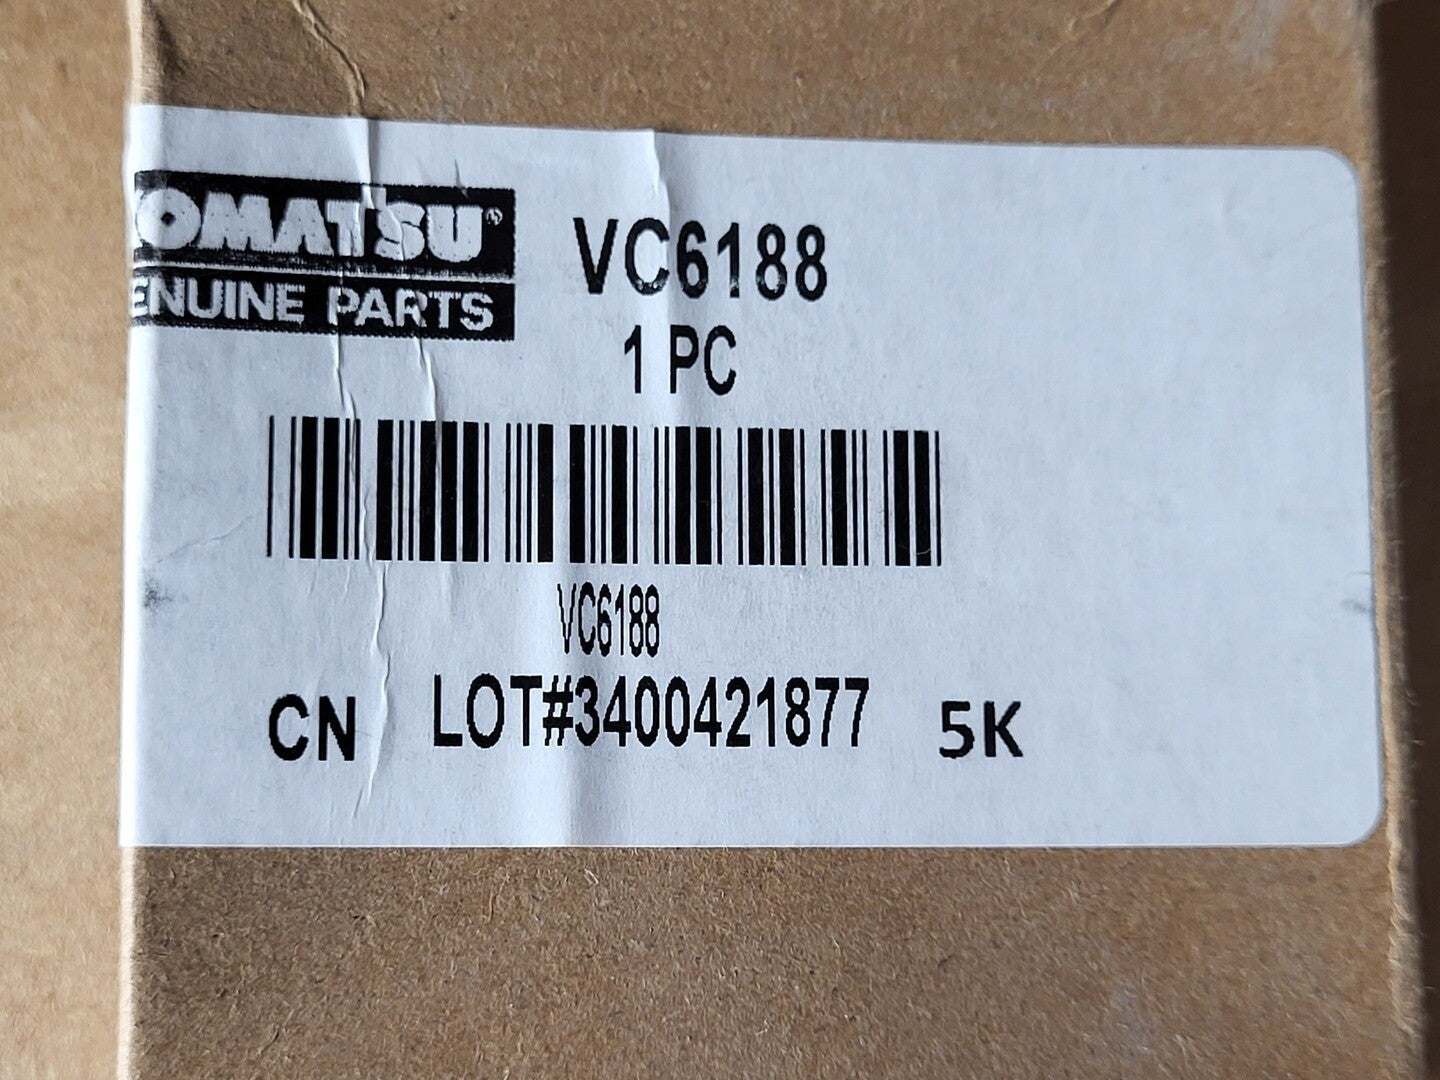 OMATSU®
ENUINE PARTS
VC6188
1 PC
VC6188
CN LOT#3400421877 5K